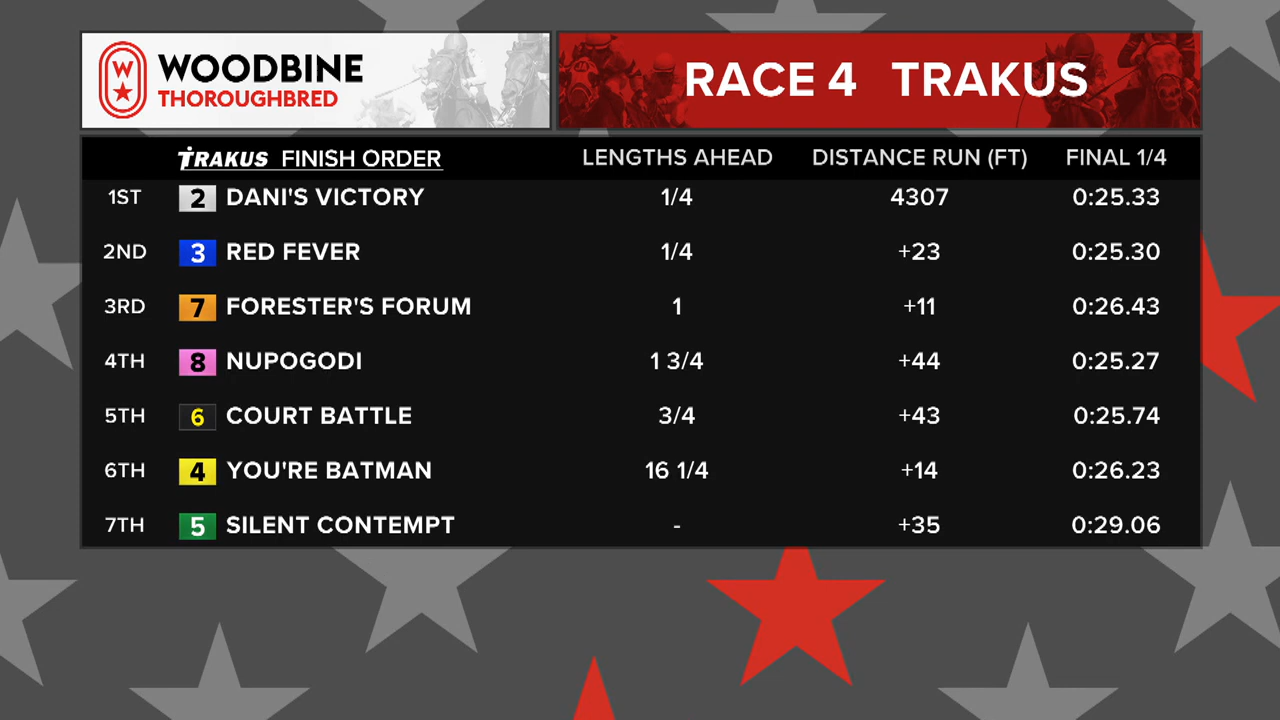 W
WOODBINE
THOROUGHBRED
RACE 4 TRAKUS
TRAKUS FINISH ORDER LENGTHS AHEAD DISTANCE RUN (FT) FINAL 1/4
1ST 2 DANI'S VICTORY 1/4 4307 0:25.33
2ND 3 RED FEVER 1/4 +23 0:25.30
3RD 7 FORESTER'S FORUM 1 +11 0:26.43
4TH 8 NUPOGODI 1 3/4 +44 0:25.27
5TH 6 COURT BATTLE 3/4 +43 0:25.74
6TH 4 YOU'RE BATMAN 16 1/4 +14 0:26.23
7TH 5 SILENT CONTEMPT - +35 0:29.06